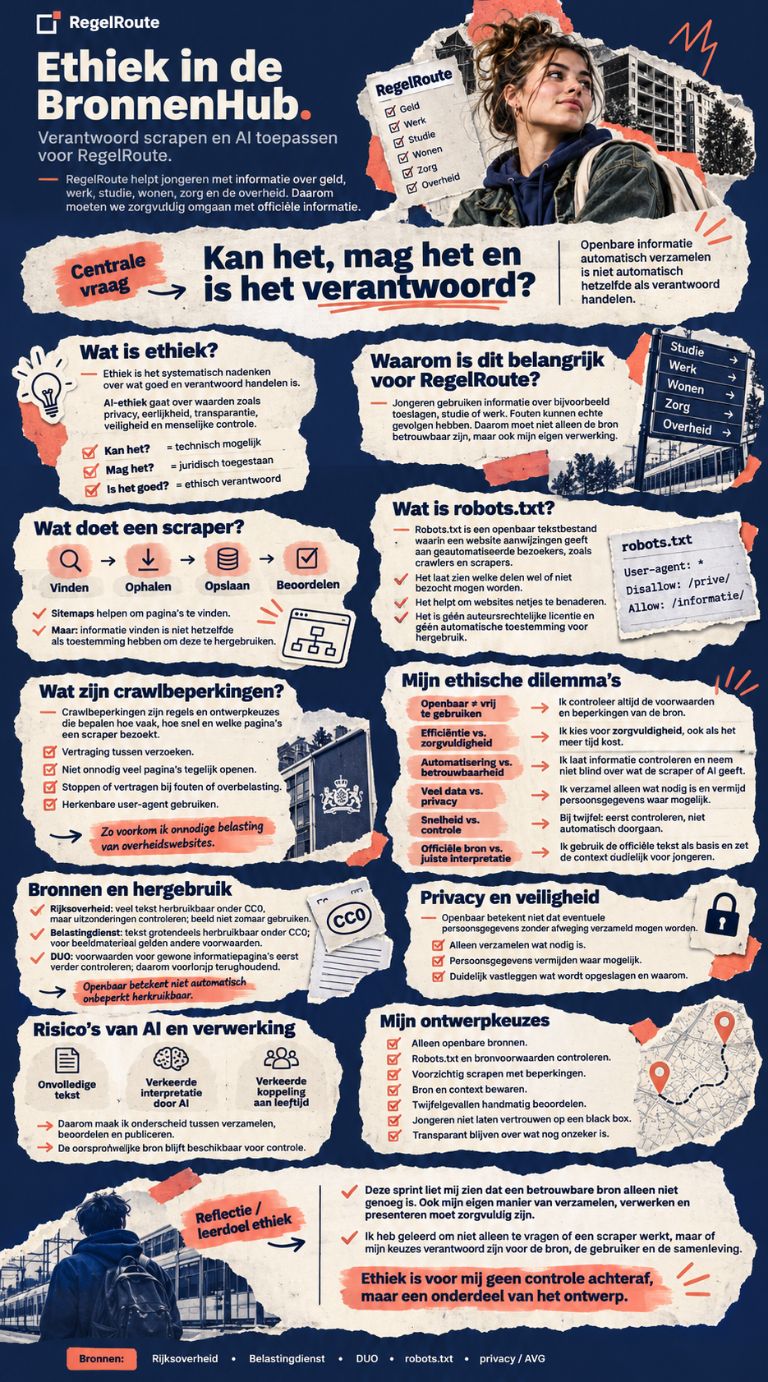 RegelRoute
Ethiek in de
BronnenHub.
Verantwoord scrapen en AI toepassen
voor RegelRoute.
RegelRoute helpt jongeren met informatie over geld,
werk, studie, wonen, zorg en de overheid. Daarom
moeten we zorgvuldig omgaan met officiële informatie.
RegelRoute
Geld
Werk
Studie
Wonen
Zorg
Overheid
Centrale
vraag
Kan het, mag het en
is het verantwoord?
Openbare informatie
automatisch verzamelen
is niet automatisch
hetzelfde als verantwoord
handelen.
Wat is ethiek?
Ethiek is het systematisch nadenken
over wat goed en verantwoord handelen is.
AI-ethiek gaat over waarden zoals
privacy, eerlijkheid, transparantie,
veiligheid en menselijke controle.
Kan het? = technisch mogelijk
Mag het? = juridisch toegestaan
Is het goed? = ethisch verantwoord
Waarom is dit belangrijk
voor RegelRoute?
Jongeren gebruiken informatie over bijvoorbeeld
toeslagen, studie of werk. Fouten kunnen echte
gevolgen hebben. Daarom moet niet alleen de bron
betrouwbaar zijn, maar ook mijn eigen verwerking.
Studie →
Werk →
Wonen →
Zorg →
Overheid →
Wat doet een scraper?
Vinden → Ophalen → Opslaan → Beoordelen
Sitemaps helpen om pagina's te vinden.
Maar: informatie vinden is niet hetzelfde
als toestemming hebben om deze te hergebruiken.
Wat is robots.txt?
Robots.txt is een openbaar tekstbestand
waarin een website aanwijzingen geeft
aan geautomatiseerde bezoekers, zoals
crawlers en scrapers.
Het laat zien welke delen wel of niet
bezocht mogen worden.
Het helpt om websites netjes te benaderen.
Het is géén auteursrechtelijke licentie en
géén automatische toestemming voor
hergebruik.
robots.txt
User-agent: *
Disallow: /prive/
Allow: /informatie/
Wat zijn crawlbeperkingen?
Crawlbeperkingen zijn regels en ontwerpkeuzes
die bepalen hoe vaak, hoe snel en welke pagina's
een scraper bezoekt.
Vertraging tussen verzoeken.
Niet onnodig veel pagina's tegelijk openen.
Stoppen of vertragen bij fouten of overbelasting.
Herkenbare user-agent gebruiken.
Zo voorkom ik onnodige belasting
van overheidswebsites.
Mijn ethische dilemma's
Openbaar ≠ vrij
te gebruiken
→ Ik controleer altijd de voorwaarden
en beperkingen van de bron.
Efficiëntie vs.
zorgvuldigheid
→ Ik kies voor zorgvuldigheid, ook als het
meer tijd kost.
Automatisering vs.
betrouwbaarheid
→ Ik laat informatie controleren en neem
niet blind over wat de scraper of AI geeft.
Veel data vs.
privacy
→ Ik verzamel alleen wat nodig is en vermijd
persoonsgegevens waar mogelijk.
Snelheid vs.
controle
→ Bij twijfel: eerst controleren, niet
automatisch doorgaan.
Officiële bron vs.
juiste interpretatie
→ Ik gebruik de officiële tekst als basis en zet
de context duidelijk voor jongeren.
Bronnen en hergebruik
Rijksoverheid: veel tekst herbruikbaar onder CC0,
maar uitzonderingen controleren; beeld niet zomaar gebruiken.
Belastingdienst: tekst grotendeels herbruikbaar onder CC0;
voor beeldmateriaal gelden andere voorwaarden.
DUO: voorwaarden voor gewone informatiepagina's eerst
verder controleren; daarom terughoudend.
Openbaar betekent niet automatisch
onbeperkt herkruikbaar.
CC0
Privacy en veiligheid
Openbaar betekent niet dat eventuele
persoonsgegevens zonder afweging verzameld mogen worden.
Alleen verzamelen wat nodig is.
Persoonsgegevens vermijden waar mogelijk.
Duidelijk vastleggen wat wordt opgeslagen en waarom.
Risico's van AI en verwerking
Onvolledige
tekst
Verkeerde
interpretatie
door AI
Verkeerde
koppeling
aan leeftijd
→ Daarom maak ik onderscheid tussen verzamelen,
beoordelen en publiceren.
→ De bron blijft beschikbaar voor controle.
Mijn ontwerpkeuzes
Alleen openbare bronnen.
Robots.txt en bronvoorwaarden controleren.
Voorzichtig scrapen met beperkingen.
Bron en context bewaren.
Twijfelgevallen handmatig beoordelen.
Jongeren niet laten vertrouwen op een black box.
Transparant blijven over wat nog onzeker is.
Reflectie /
leerdoel ethiek
Deze sprint liet mij zien dat een betrouwbare bron alleen niet
genoeg is. Ook mijn eigen manier van verzamelen, verwerken en
presenteren moet zorgvuldig zijn.
Ik heb geleerd om niet alleen te vragen of een scraper werkt, maar of
mijn keuzes verantwoord zijn voor de bron, de gebruiker en de samenleving.
Ethiek is voor mij geen controle achteraf,
maar een onderdeel van het ontwerp.
Bronnen: Rijksoverheid • Belastingdienst • DUO • robots.txt • privacy / AVG